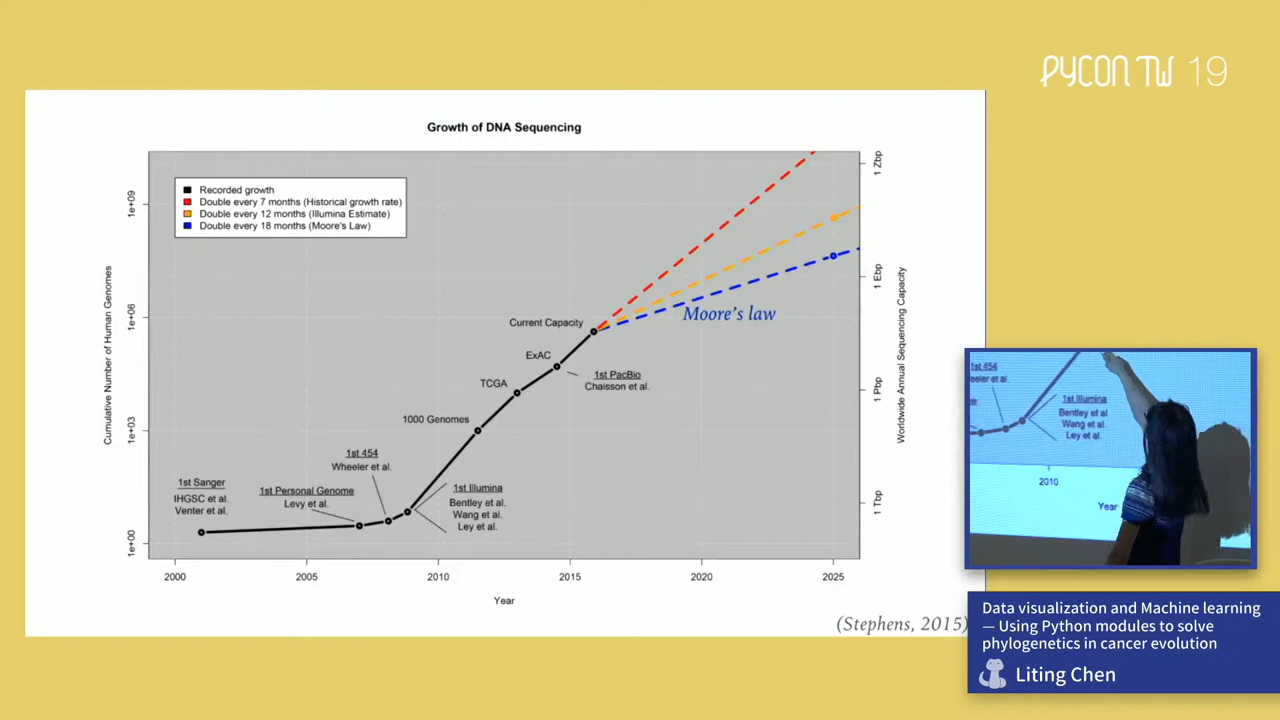 PYCON TW 19
Growth of DNA Sequencing
Recorded growth
Double every 7 months (Historical growth rate)
Double every 12 months (Illumina Estimate)
Double every 18 months (Moore's Law)
Cumulative Number of Human Genomes
1e+09
1e+06
1e+03
1e+00
Worldwide Annual Sequencing Capacity
1 Zbp
1 Ebp
1 Pbp
1 Tbp
Moore's law
Current Capacity
ExAC
1st PacBio
Chaisson et al.
TCGA
1000 Genomes
1st 454
Wheeler et al.
1st Sanger
IHGSC et al.
Venter et al.
1st Personal Genome
Levy et al.
1st Illumina
Bentley et al.
Wang et al.
Ley et al.
2000
2005
2010
2015
2020
2025
Year
(Stephens, 2015)
1st 454
eeler et al.
1st Illumina
Bentley et al
Wang et al.
Ley et al.
2010
Year
Data visualization and Machine learning
— Using Python modules to solve
phylogenetics in cancer evolution
Liting Chen